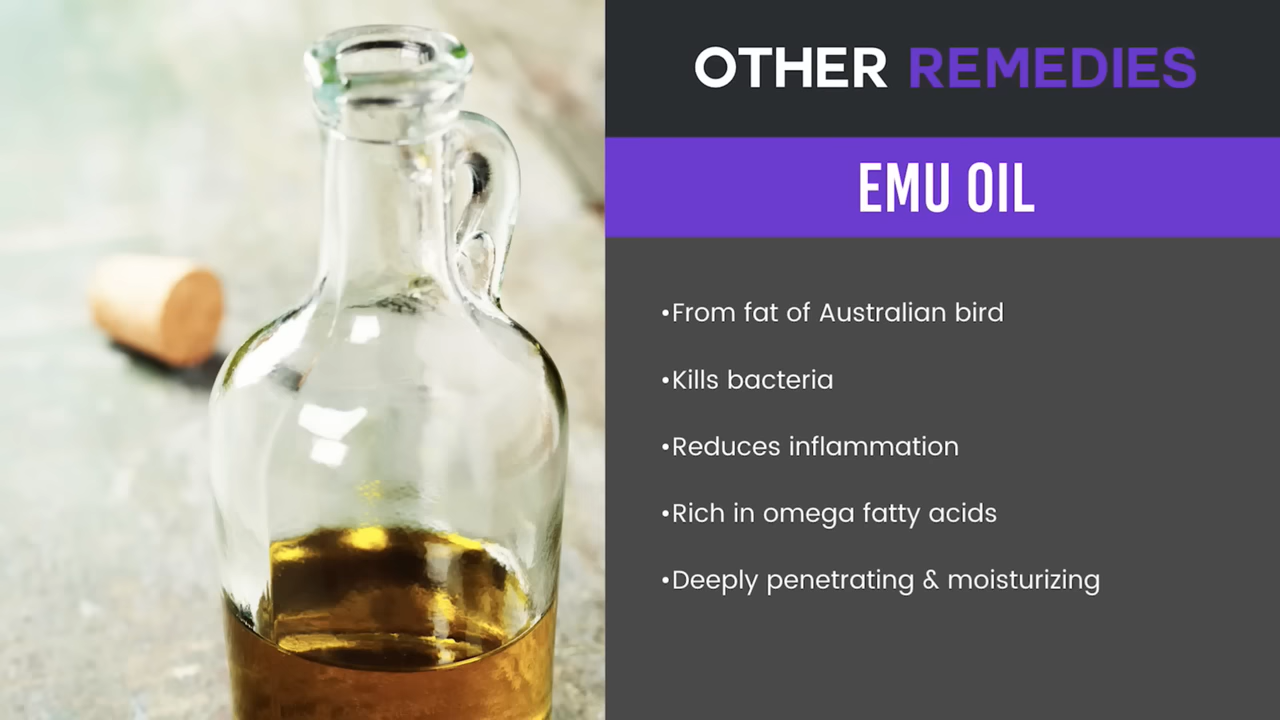 OTHER REMEDIES
EMU OIL
•From fat of Australian bird
•Kills bacteria
•Reduces inflammation
•Rich in omega fatty acids
•Deeply penetrating & moisturizing